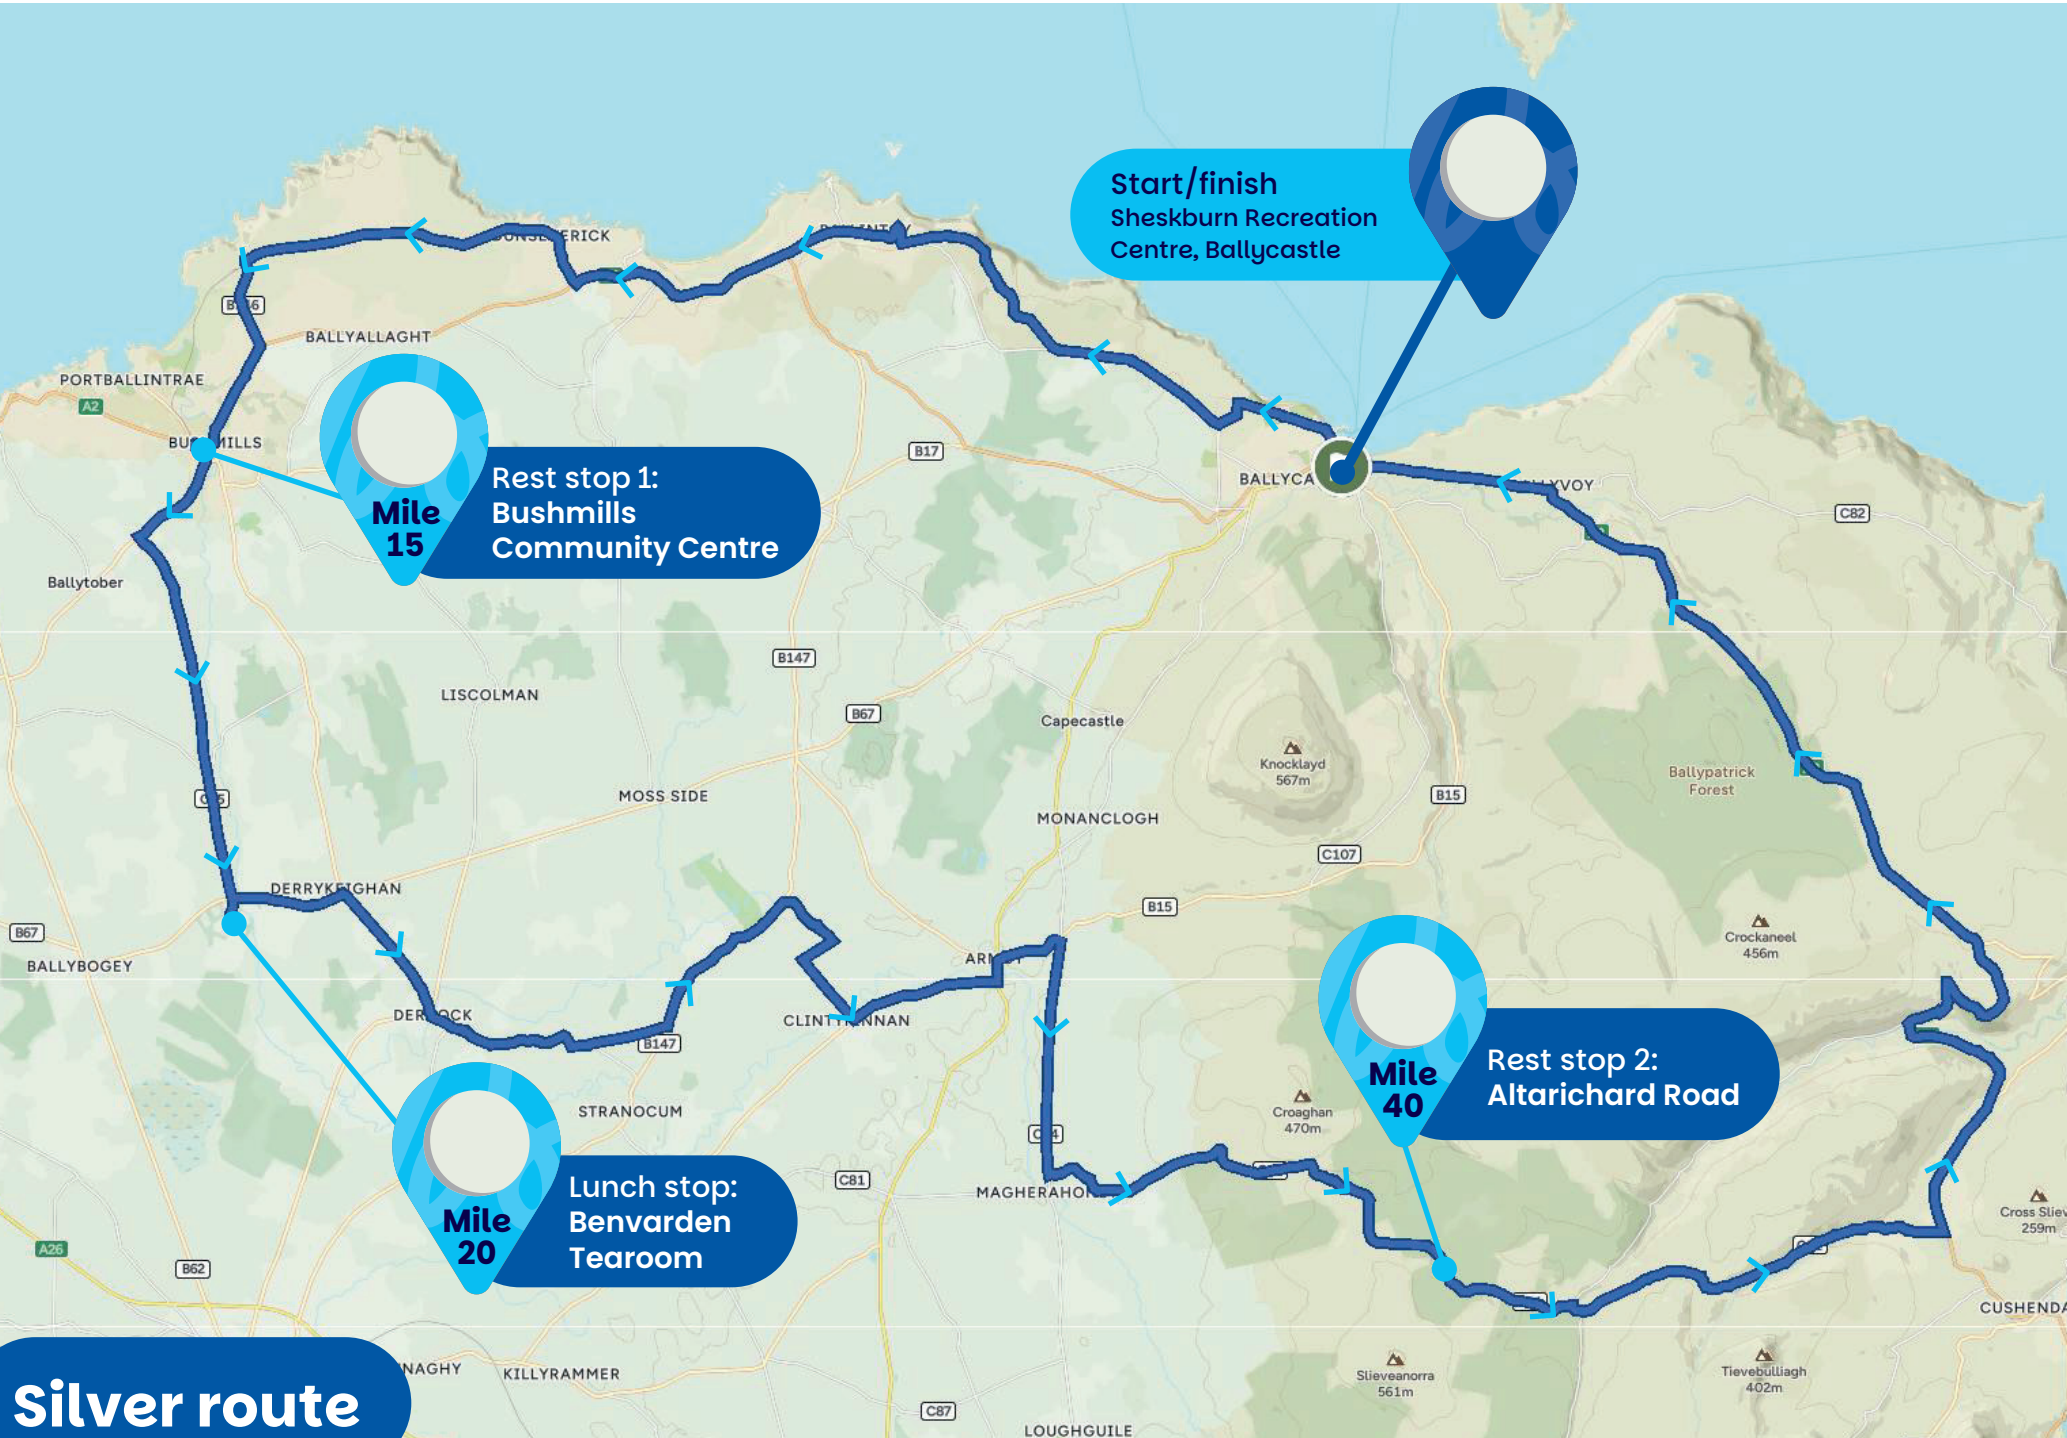 Start/finish
Sheskburn Recreation
Centre, Ballycastle
BALLYALLAGHT
PORTBALLINTRAE
A2
B17
Rest stop 1:
Bushmills
Community Centre
Mile
15
C82
Ballytober
B147
LISCOLMAN
B67
Capecastle
Knocklayd
567m
Ballypatrick
Forest
MOSS SIDE
B15
MONANCLOGH
C107
DERRYKEIGHAN
B15
B67
BALLYBOGEY
Crockaneel
456m
B147
Rest stop 2:
Altarichard Road
Mile
40
STRANOCUM
Croaghan
470m
C81
Lunch stop:
Benvarden
Tearoom
Mile
20
Cross Sliev
259m
A26
B62
CUSHENDA
NAGHY
KILLYRAMMER
Slieveanorra
561m
Tievebulliagh
402m
Silver route
C87
LOUGHGUILE